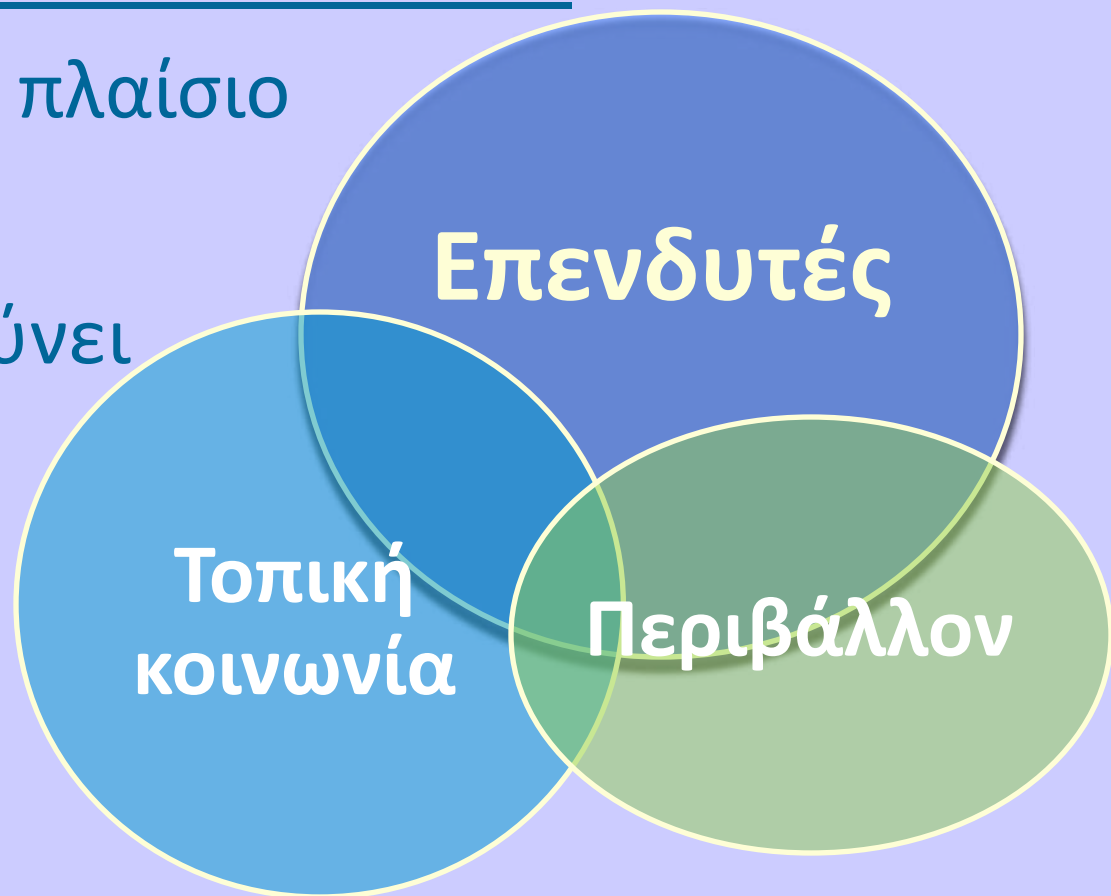 πλαίσιο
Επενδυτές
ύνει
Τοπική
κοινωνία
Περιβάλλον